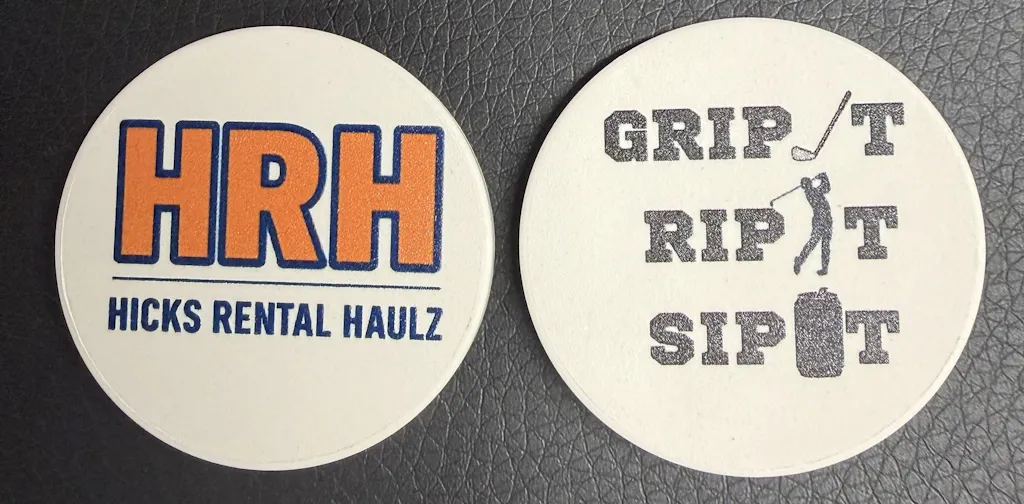 HRH
HICKS RENTAL HAULZ
GRIP IT
RIP IT
SIP IT